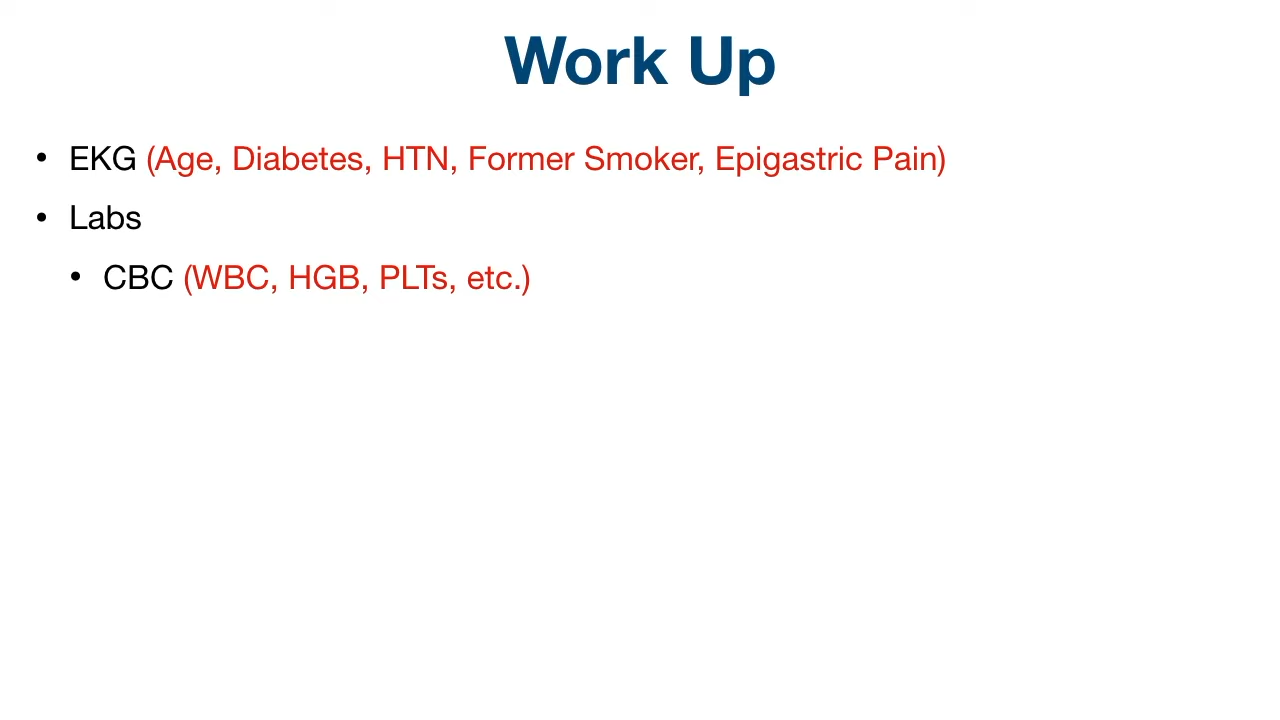 Work Up
• EKG (Age, Diabetes, HTN, Former Smoker, Epigastric Pain)
• Labs
• CBC (WBC, HGB, PLTs, etc.)